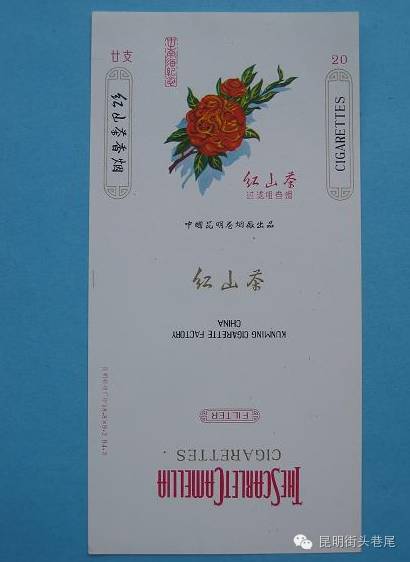 廿支
20
红山茶香烟
CIGARETTES
红山茶
过滤咀香烟
中国昆明卷烟厂出品
红山茶
KUNMING CIGARETTE FACTORY
CHINA
FILTER
THE SCARLET CAMELLIA
CIGARETTES
昆明街头巷尾